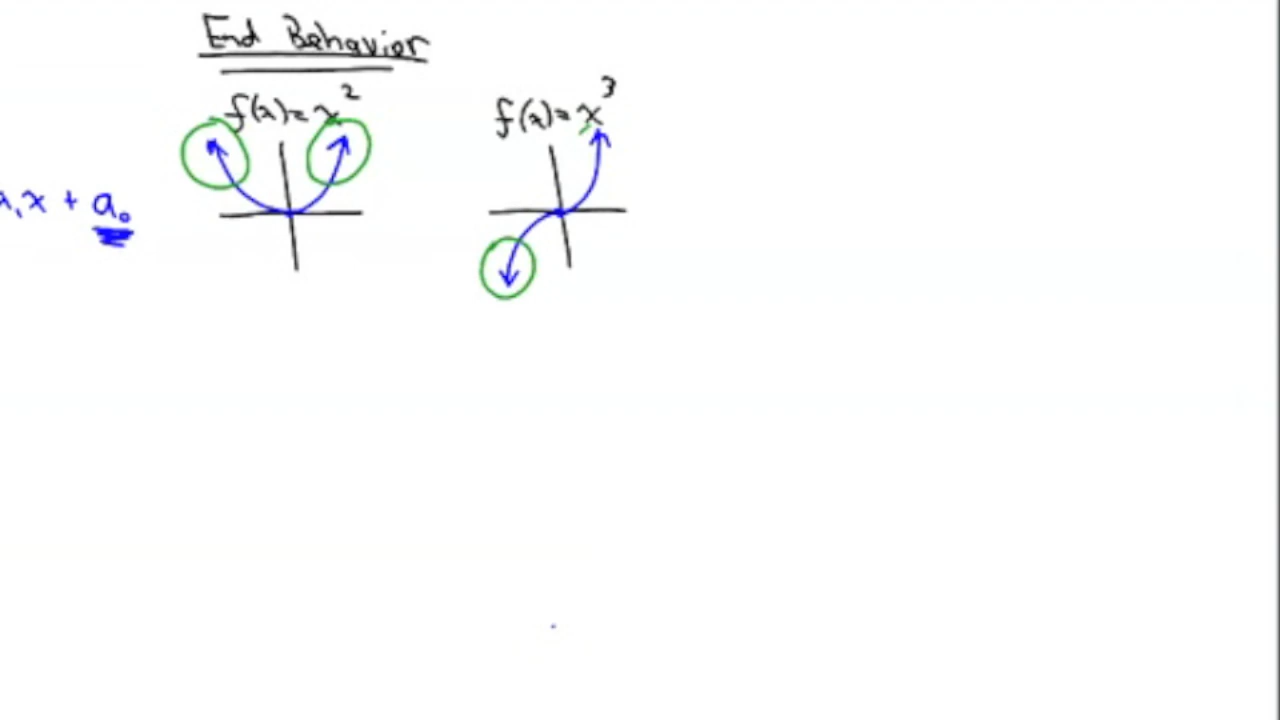 End Behavior
f(x)=x²
f(x)=x³
a₁x + a₀